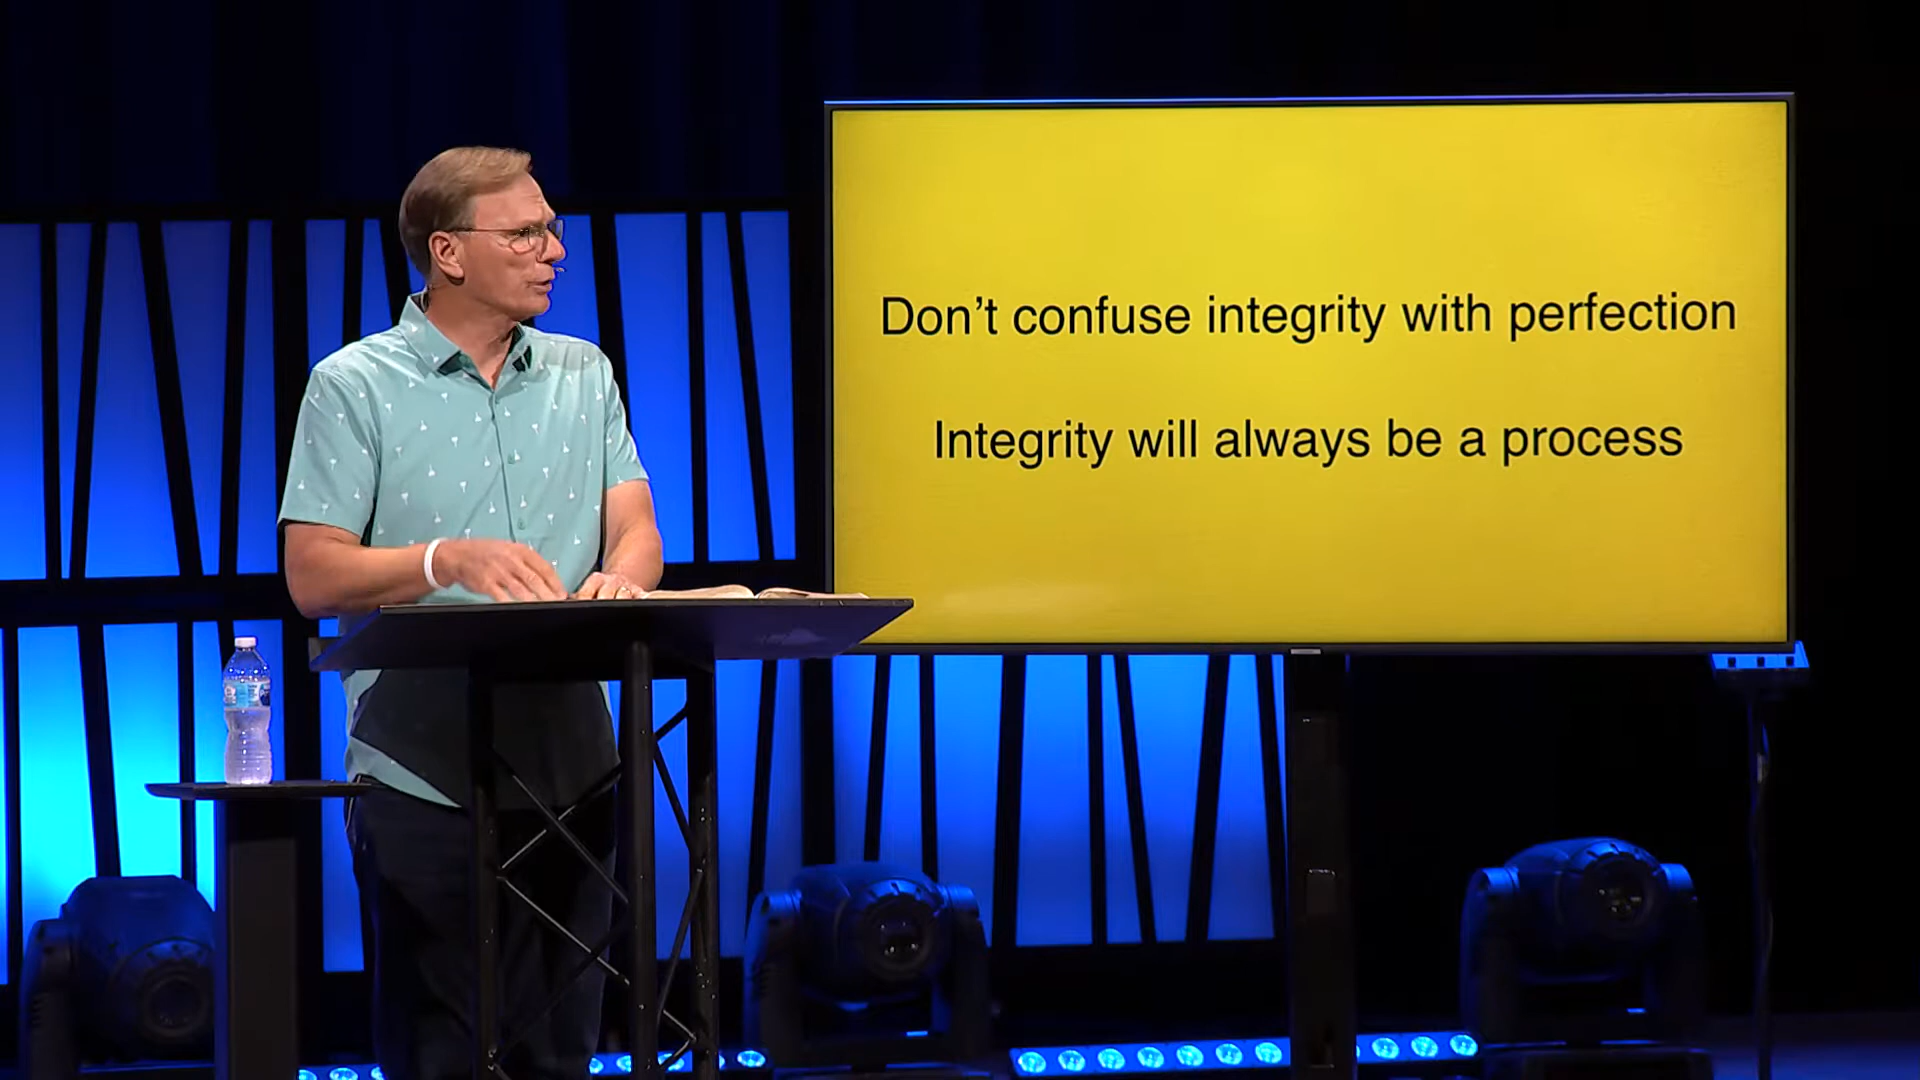 Don't confuse integrity with perfection
Integrity will always be a process